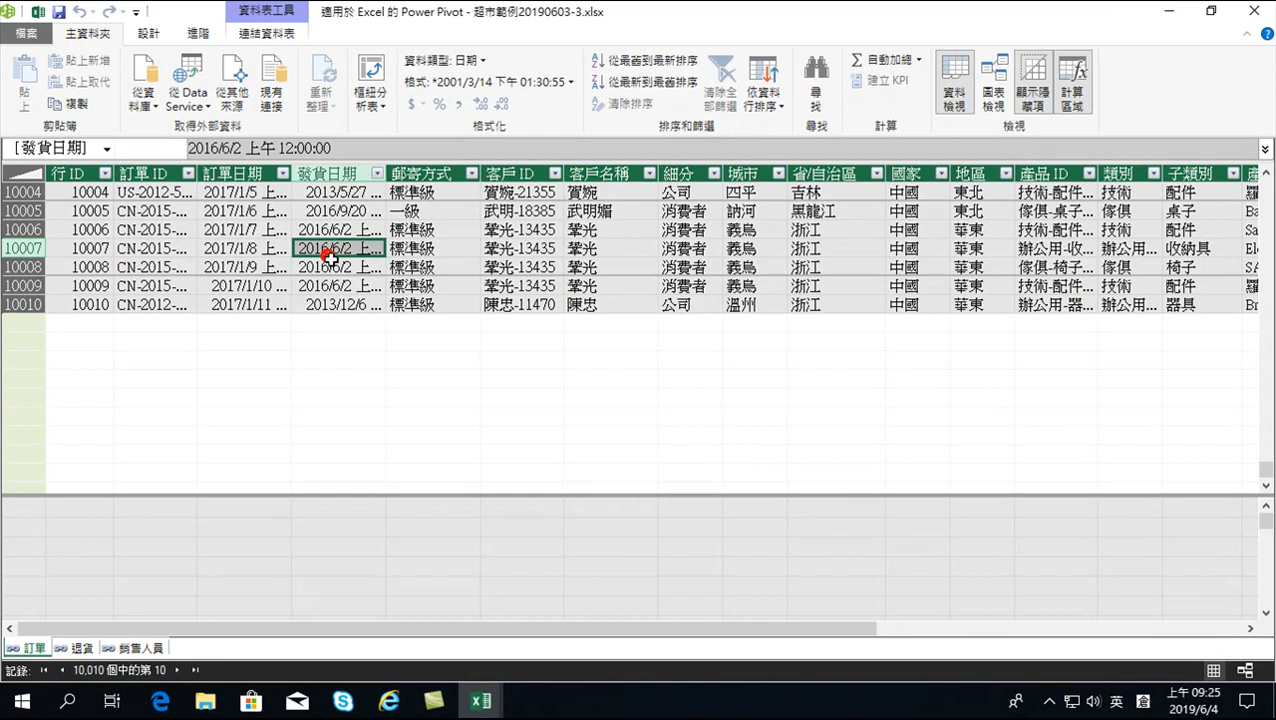 資料表工具
適用於 Excel 的 Power Pivot - 超市範例20190603-3.xlsx
檔案 主資料夾 設計 進階 連結資料表
貼上 貼上新增 貼上取代 複製
從資料庫 從 Data Service 從其他來源 現有連接
重新整理 樞紐分析表
資料類型: 日期
格式: *2001/3/14 下午 01:30:55
$ % ,
從最舊到最新排序
從最新到最舊排序
清除排序
清除全部篩選 依資料行排序
尋找
自動加總
建立 KPI
資料檢視 圖表檢視 顯示隱藏項 計算區域
剪貼簿 取得外部資料 格式化 排序和篩選 尋找 計算 檢視
[發貨日期] 2016/6/2 上午 12:00:00
行 ID 訂單 ID 訂單日期 發貨日期 郵寄方式 客戶 ID 客戶名稱 細分 城市 省/自治區 國家 地區 產品 ID 類別 子類別
10004 10004 US-2012-5... 2017/1/5 上... 2013/5/27 ... 標準級 賀婉-21355 賀婉 公司 四平 吉林 中國 東北 技術-配件... 技術 配件 羅
10005 10005 CN-2015-... 2017/1/6 上... 2016/9/20 ... 一級 武明-18385 武明媚 消費者 訥河 黑龍江 中國 東北 傢俱-桌子... 傢俱 桌子 Ba
10006 10006 CN-2015-... 2017/1/7 上... 2016/6/2 上... 標準級 鞏光-13435 鞏光 消費者 義烏 浙江 中國 華東 技術-配件... 技術 配件 羅
10007 10007 CN-2015-... 2017/1/8 上... 2016/6/2 上... 標準級 鞏光-13435 鞏光 消費者 義烏 浙江 中國 華東 辦公用-收... 辦公用... 收納具 El
10008 10008 CN-2015-... 2017/1/9 上... 2016/6/2 上... 標準級 鞏光-13435 鞏光 消費者 義烏 浙江 中國 華東 傢俱-椅子... 傢俱 椅子 SA
10009 10009 CN-2015-... 2017/1/10 ... 2016/6/2 上... 標準級 鞏光-13435 鞏光 消費者 義烏 浙江 中國 華東 技術-配件... 技術 配件 羅
10010 10010 CN-2012-... 2017/1/11 ... 2013/12/6 ... 標準級 陳忠-11470 陳忠 公司 溫州 浙江 中國 華東 辦公用-器... 辦公用... 器具 Br
訂單 退貨 銷售人員
記錄: 10,010 個中的第 10
英 上午 09:25
2019/6/4